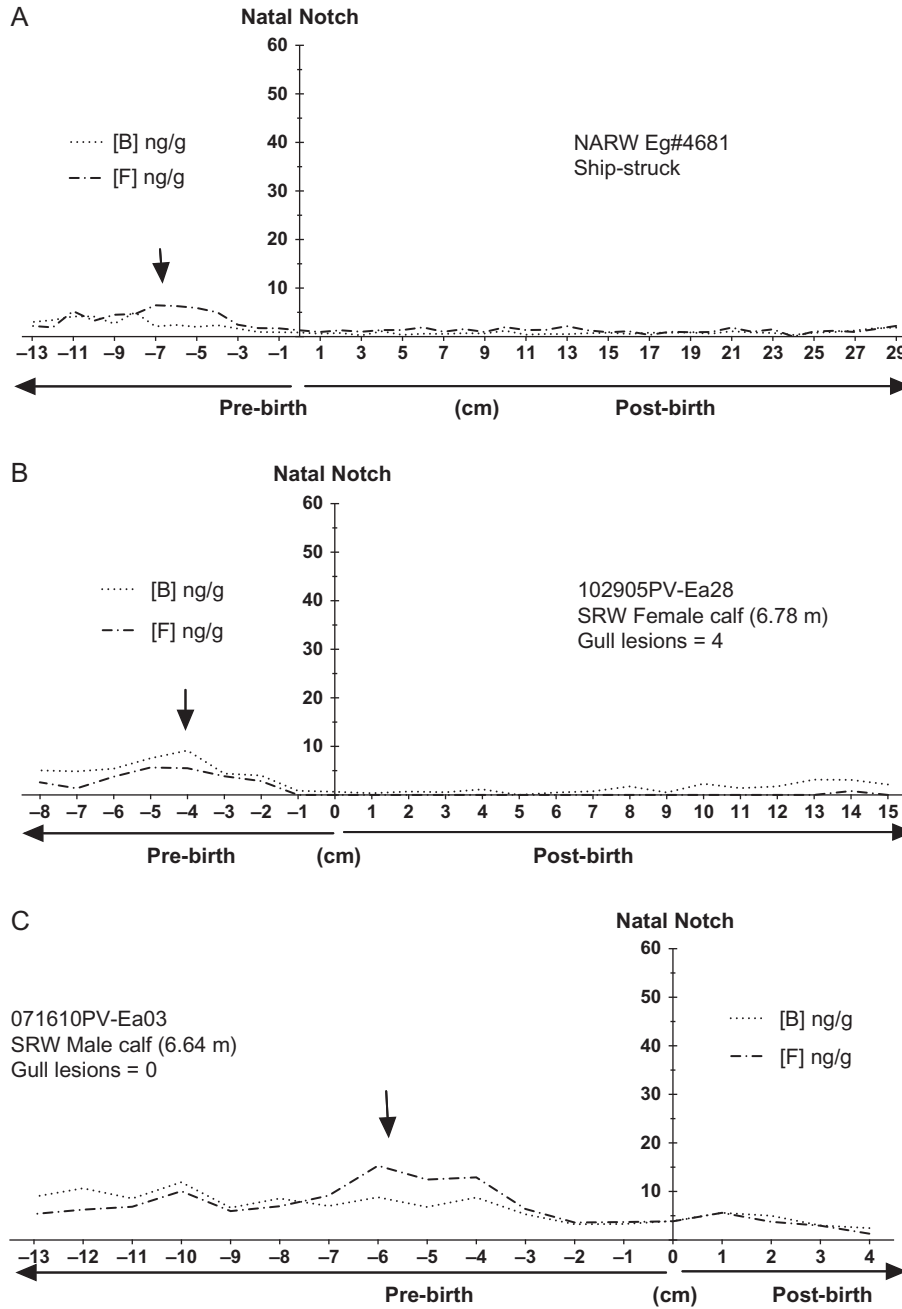 A
Natal Notch
60
50
40
30
20
10
[B] ng/g
[F] ng/g
NARW Eg#4681
Ship-struck
–13 –11 –9 –7 –5 –3 –1 1 3 5 7 9 11 13 15 17 19 21 23 25 27 29
Pre-birth (cm) Post-birth
B
Natal Notch
60
50
40
30
20
10
[B] ng/g
[F] ng/g
102905PV-Ea28
SRW Female calf (6.78 m)
Gull lesions = 4
–8 –7 –6 –5 –4 –3 –2 –1 0 1 2 3 4 5 6 7 8 9 10 11 12 13 14 15
Pre-birth (cm) Post-birth
C
Natal Notch
60
50
40
30
20
10
071610PV-Ea03
SRW Male calf (6.64 m)
Gull lesions = 0
[B] ng/g
[F] ng/g
–13 –12 –11 –10 –9 –8 –7 –6 –5 –4 –3 –2 –1 0 1 2 3 4
Pre-birth (cm) Post-birth